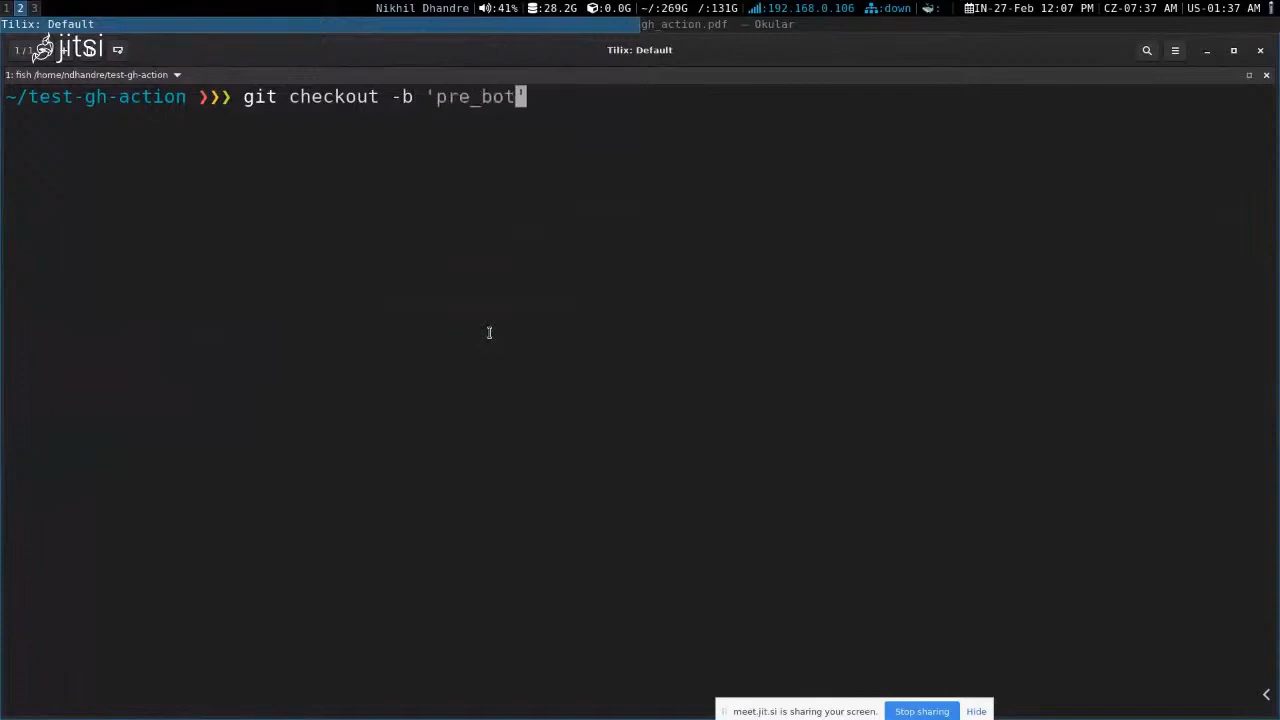 1 2 3 Nikhil Dhandre :41% :28.2G :0.0G ~/:269G /:131G :192.168.0.106 :down : IN-27-Feb 12:07 PM CZ-07:37 AM US-01:37 AM
Tilix: Default gh_action.pdf — Okular
1/1 jitsi Tilix: Default
1: fish /home/ndhandre/test-gh-action
~/test-gh-action ❯❯❯ git checkout -b 'pre_bot'
meet.jit.si is sharing your screen. Stop sharing Hide